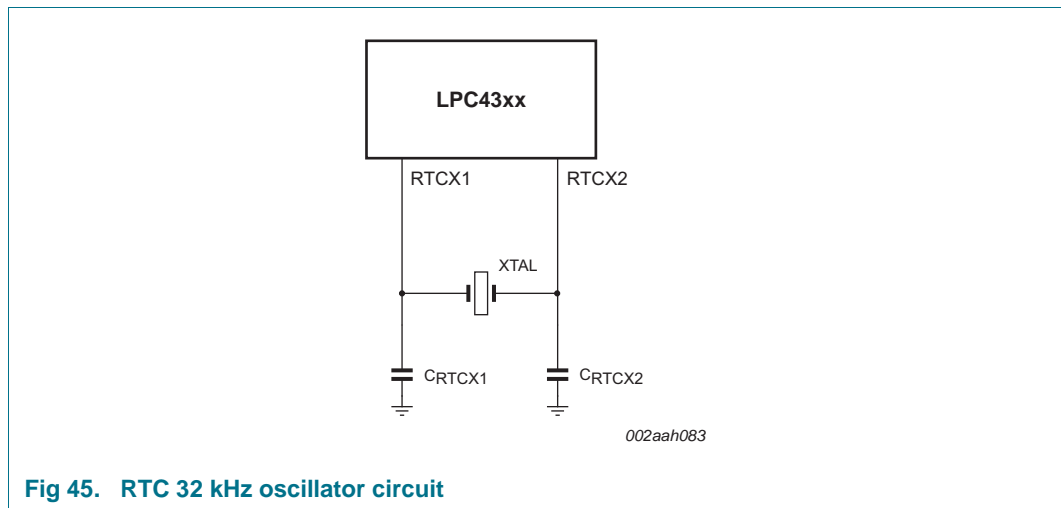 LPC43xx
RTCX1 RTCX2
XTAL
CRTCX1 CRTCX2
002aah083
Fig 45. RTC 32 kHz oscillator circuit